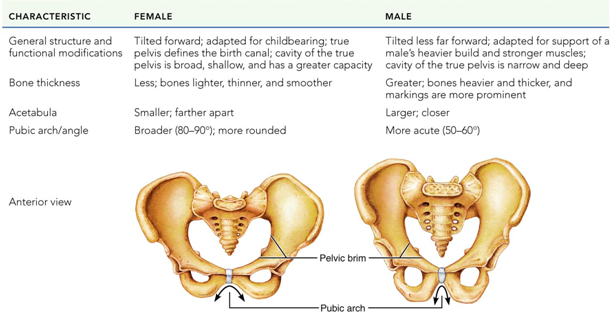 CHARACTERISTIC FEMALE MALE
General structure and Tilted forward; adapted for childbearing; true Tilted less far forward; adapted for support of a
functional modifications pelvis defines the birth canal; cavity of the true male’s heavier build and stronger muscles;
pelvis is broad, shallow, and has a greater capacity cavity of the true pelvis is narrow and deep
Bone thickness Less; bones lighter, thinner, and smoother Greater; bones heavier and thicker, and
markings are more prominent
Acetabula Smaller; farther apart Larger; closer
Pubic arch/angle Broader (80–90°); more rounded More acute (50–60°)
Anterior view
Pelvic brim
Pubic arch